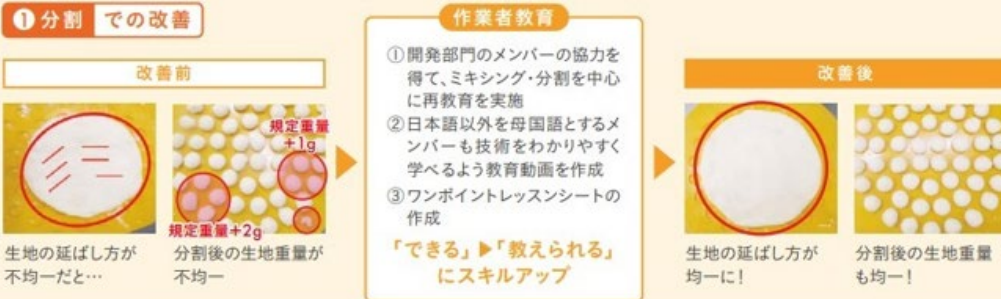 ①分割 での改善
改善前
規定重量
+1g
規定重量+2g
生地の延ばし方が
不均一だと…
分割後の生地重量が
不均一
作業者教育
①開発部門のメンバーの協力を
得て、ミキシング・分割を中心
に再教育を実施
②日本語以外を母国語とするメ
ンバーも技術をわかりやすく
学べるよう教育動画を作成
③ワンポイントレッスンシートの
作成
「できる」▶「教えられる」
にスキルアップ
改善後
生地の延ばし方が
均一に!
分割後の生地重量
も均一!